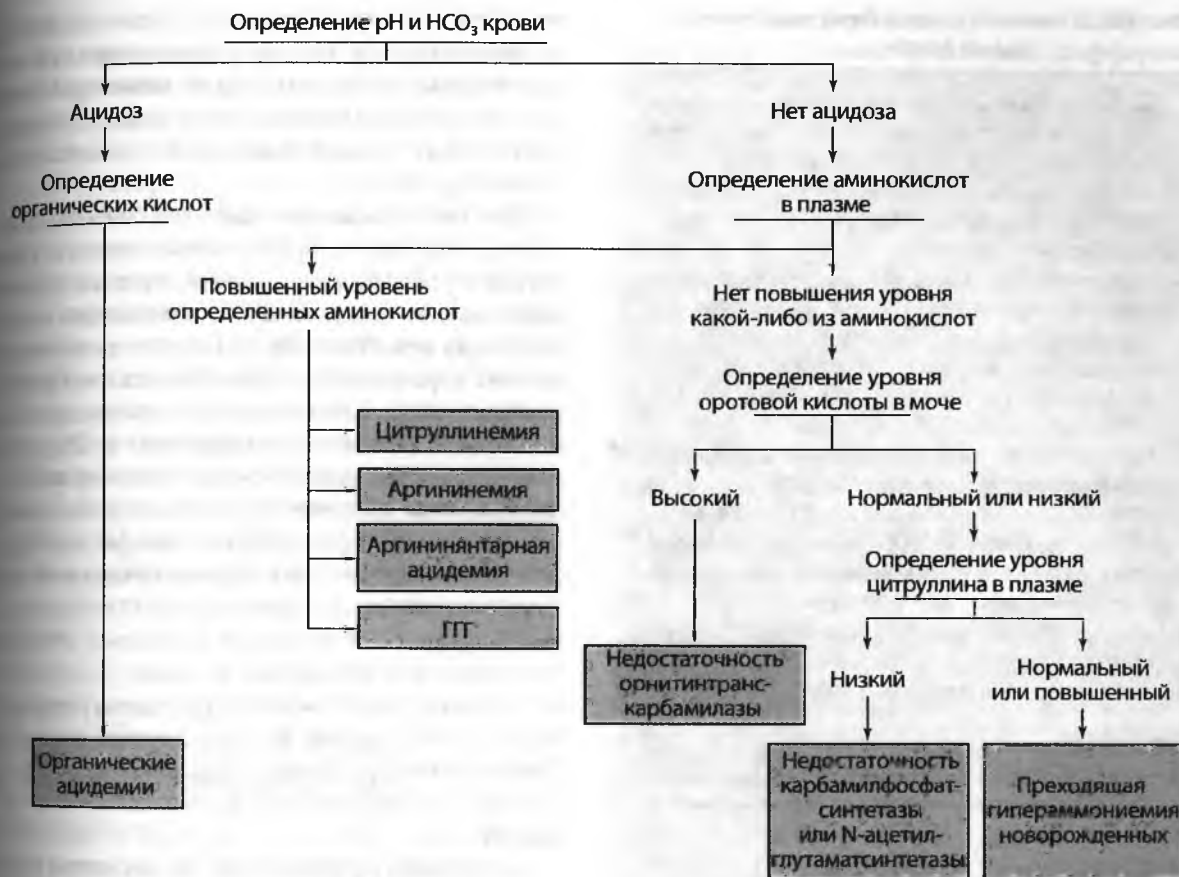 Определение pH и HCO₃ крови
Ацидоз
Нет ацидоза
Определение
органических кислот
Определение аминокислот
в плазме
Повышенный уровень
определенных аминокислот
Нет повышения уровня
какой-либо из аминокислот
Определение уровня
оротовой кислоты в моче
Цитруллинемия
Аргининемия
Аргининянтарная
ацидемия
ГГГ
Высокий
Нормальный или низкий
Определение уровня
цитруллина в плазме
Недостаточность
орнитинтранс-
карбамилазы
Низкий
Нормальный
или повышенный
Органические
ацидемии
Недостаточность
карбамилфосфат-
синтетазы
или N-ацетил-
глутаматсинтетазы
Преходящая
гипераммониемия
новорожденных